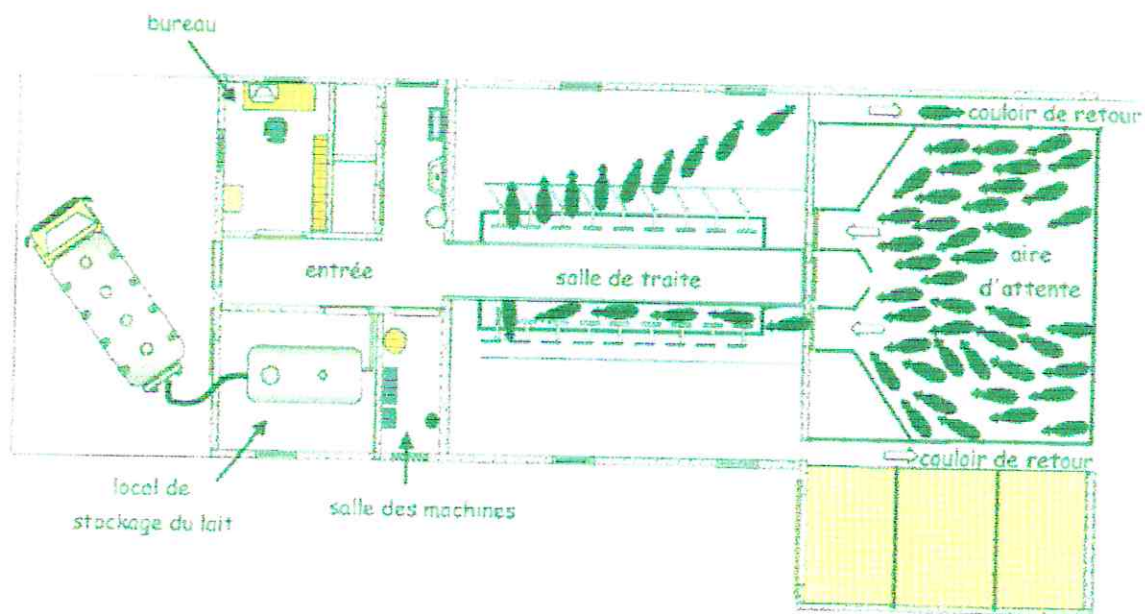 bureau
couloir de retour
entrée
salle de traite
aire
d'attente
couloir de retour
local de
stockage du lait
salle des machines